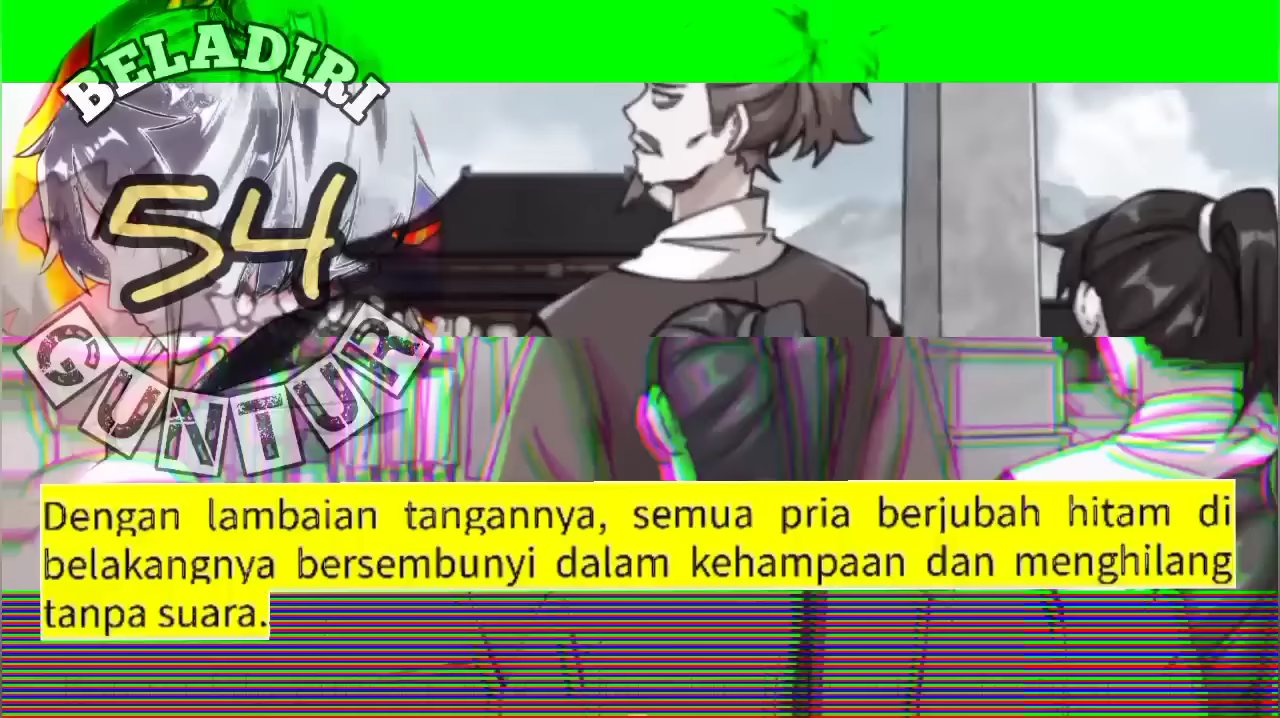 BELADIRI
54
GUNTUR
Dengan lambaian tangannya, semua pria berjubah hitam di
belakangnya bersembunyi dalam kehampaan dan menghilang
tanpa suara.